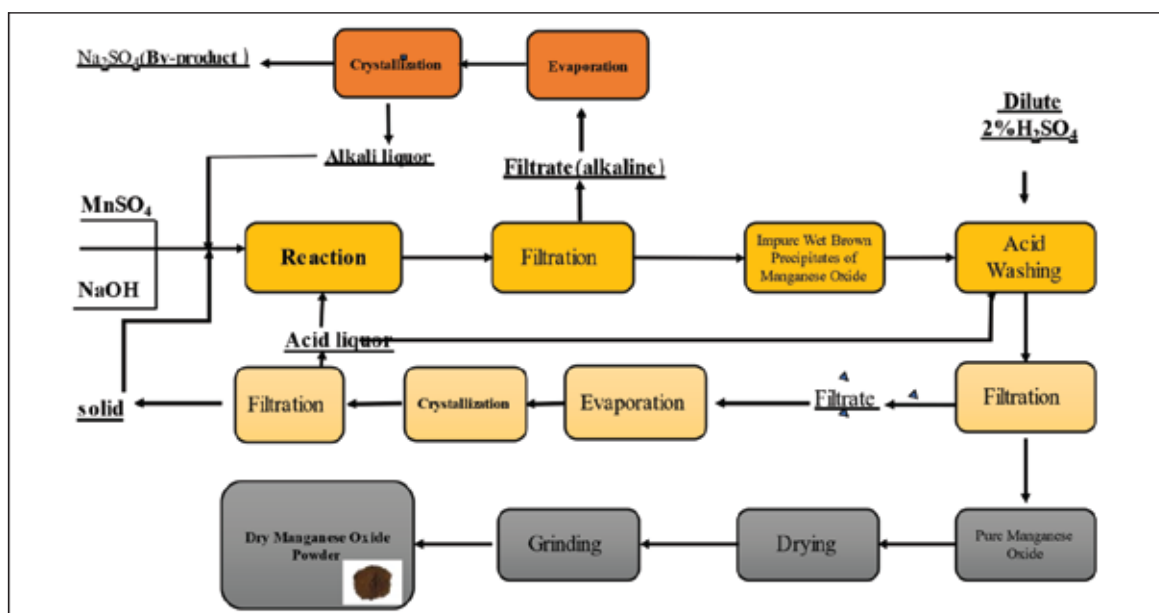 Na₂SO₄(By-product )
Crystallization
Evaporation
Dilute
2%H₂SO₄
Alkali liquor
Filtrate(alkaline)
MnSO₄
NaOH
Reaction
Filtration
Impure Wet Brown
Precipitates of
Manganese Oxide
Acid
Washing
Acid liquor
solid
Filtration
Crystallization
Evaporation
Filtrate
Filtration
Dry Manganese Oxide
Powder
Grinding
Drying
Pure Manganese
Oxide